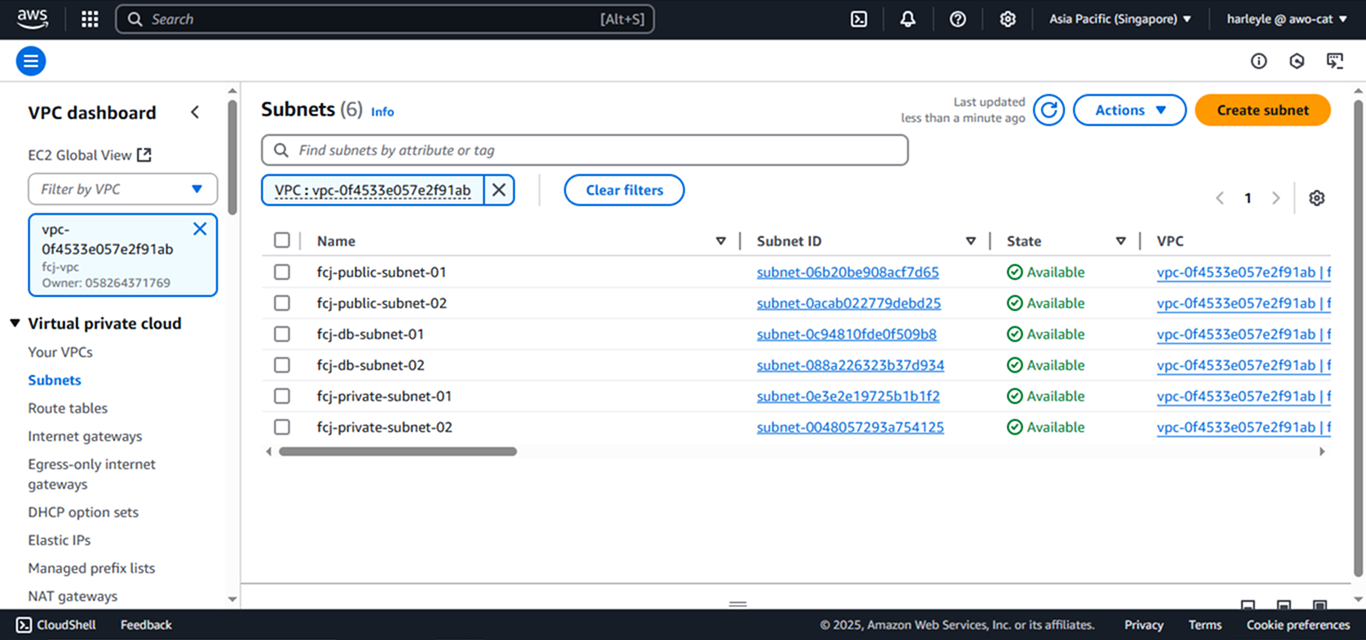 aws
Search [Alt+S]
Asia Pacific (Singapore) ▼ harleyle @ awo-cat ▼
VPC dashboard
EC2 Global View
Filter by VPC
vpc-
0f4533e057e2f91ab
fcj-vpc
Owner: 058264371769
Virtual private cloud
Your VPCs
Subnets
Route tables
Internet gateways
Egress-only internet
gateways
DHCP option sets
Elastic IPs
Managed prefix lists
NAT gateways
Subnets (6) Info
Last updated
less than a minute ago
Actions ▼
Create subnet
Find subnets by attribute or tag
VPC : vpc-0f4533e057e2f91ab
Clear filters
1
Name Subnet ID State VPC
fcj-public-subnet-01 subnet-06b20be908acf7d65 Available vpc-0f4533e057e2f91ab | f
fcj-public-subnet-02 subnet-0acab022779debd25 Available vpc-0f4533e057e2f91ab | f
fcj-db-subnet-01 subnet-0c94810fde0f509b8 Available vpc-0f4533e057e2f91ab | f
fcj-db-subnet-02 subnet-088a226323b37d934 Available vpc-0f4533e057e2f91ab | f
fcj-private-subnet-01 subnet-0e3e2e19725b1b1f2 Available vpc-0f4533e057e2f91ab | f
fcj-private-subnet-02 subnet-0048057293a754125 Available vpc-0f4533e057e2f91ab | f
CloudShell Feedback © 2025, Amazon Web Services, Inc. or its affiliates. Privacy Terms Cookie preferences